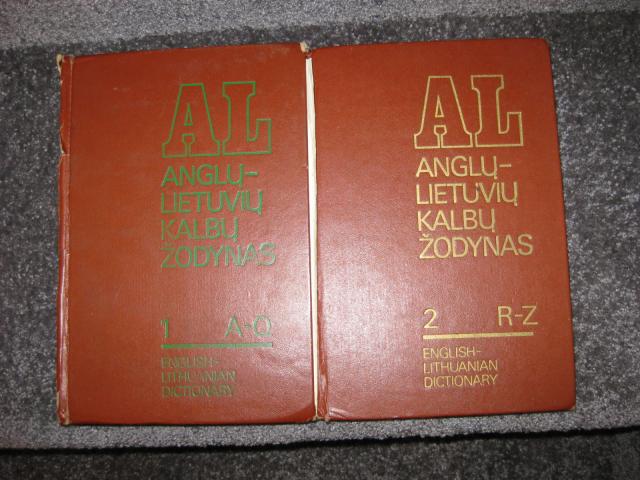 AL
ANGLŲ-
LIETUVIŲ
KALBŲ
ŽODYNAS
1 A-Q
ENGLISH-
LITHUANIAN
DICTIONARY
AL
ANGLŲ-
LIETUVIŲ
KALBŲ
ŽODYNAS
2 R-Z
ENGLISH-
LITHUANIAN
DICTIONARY